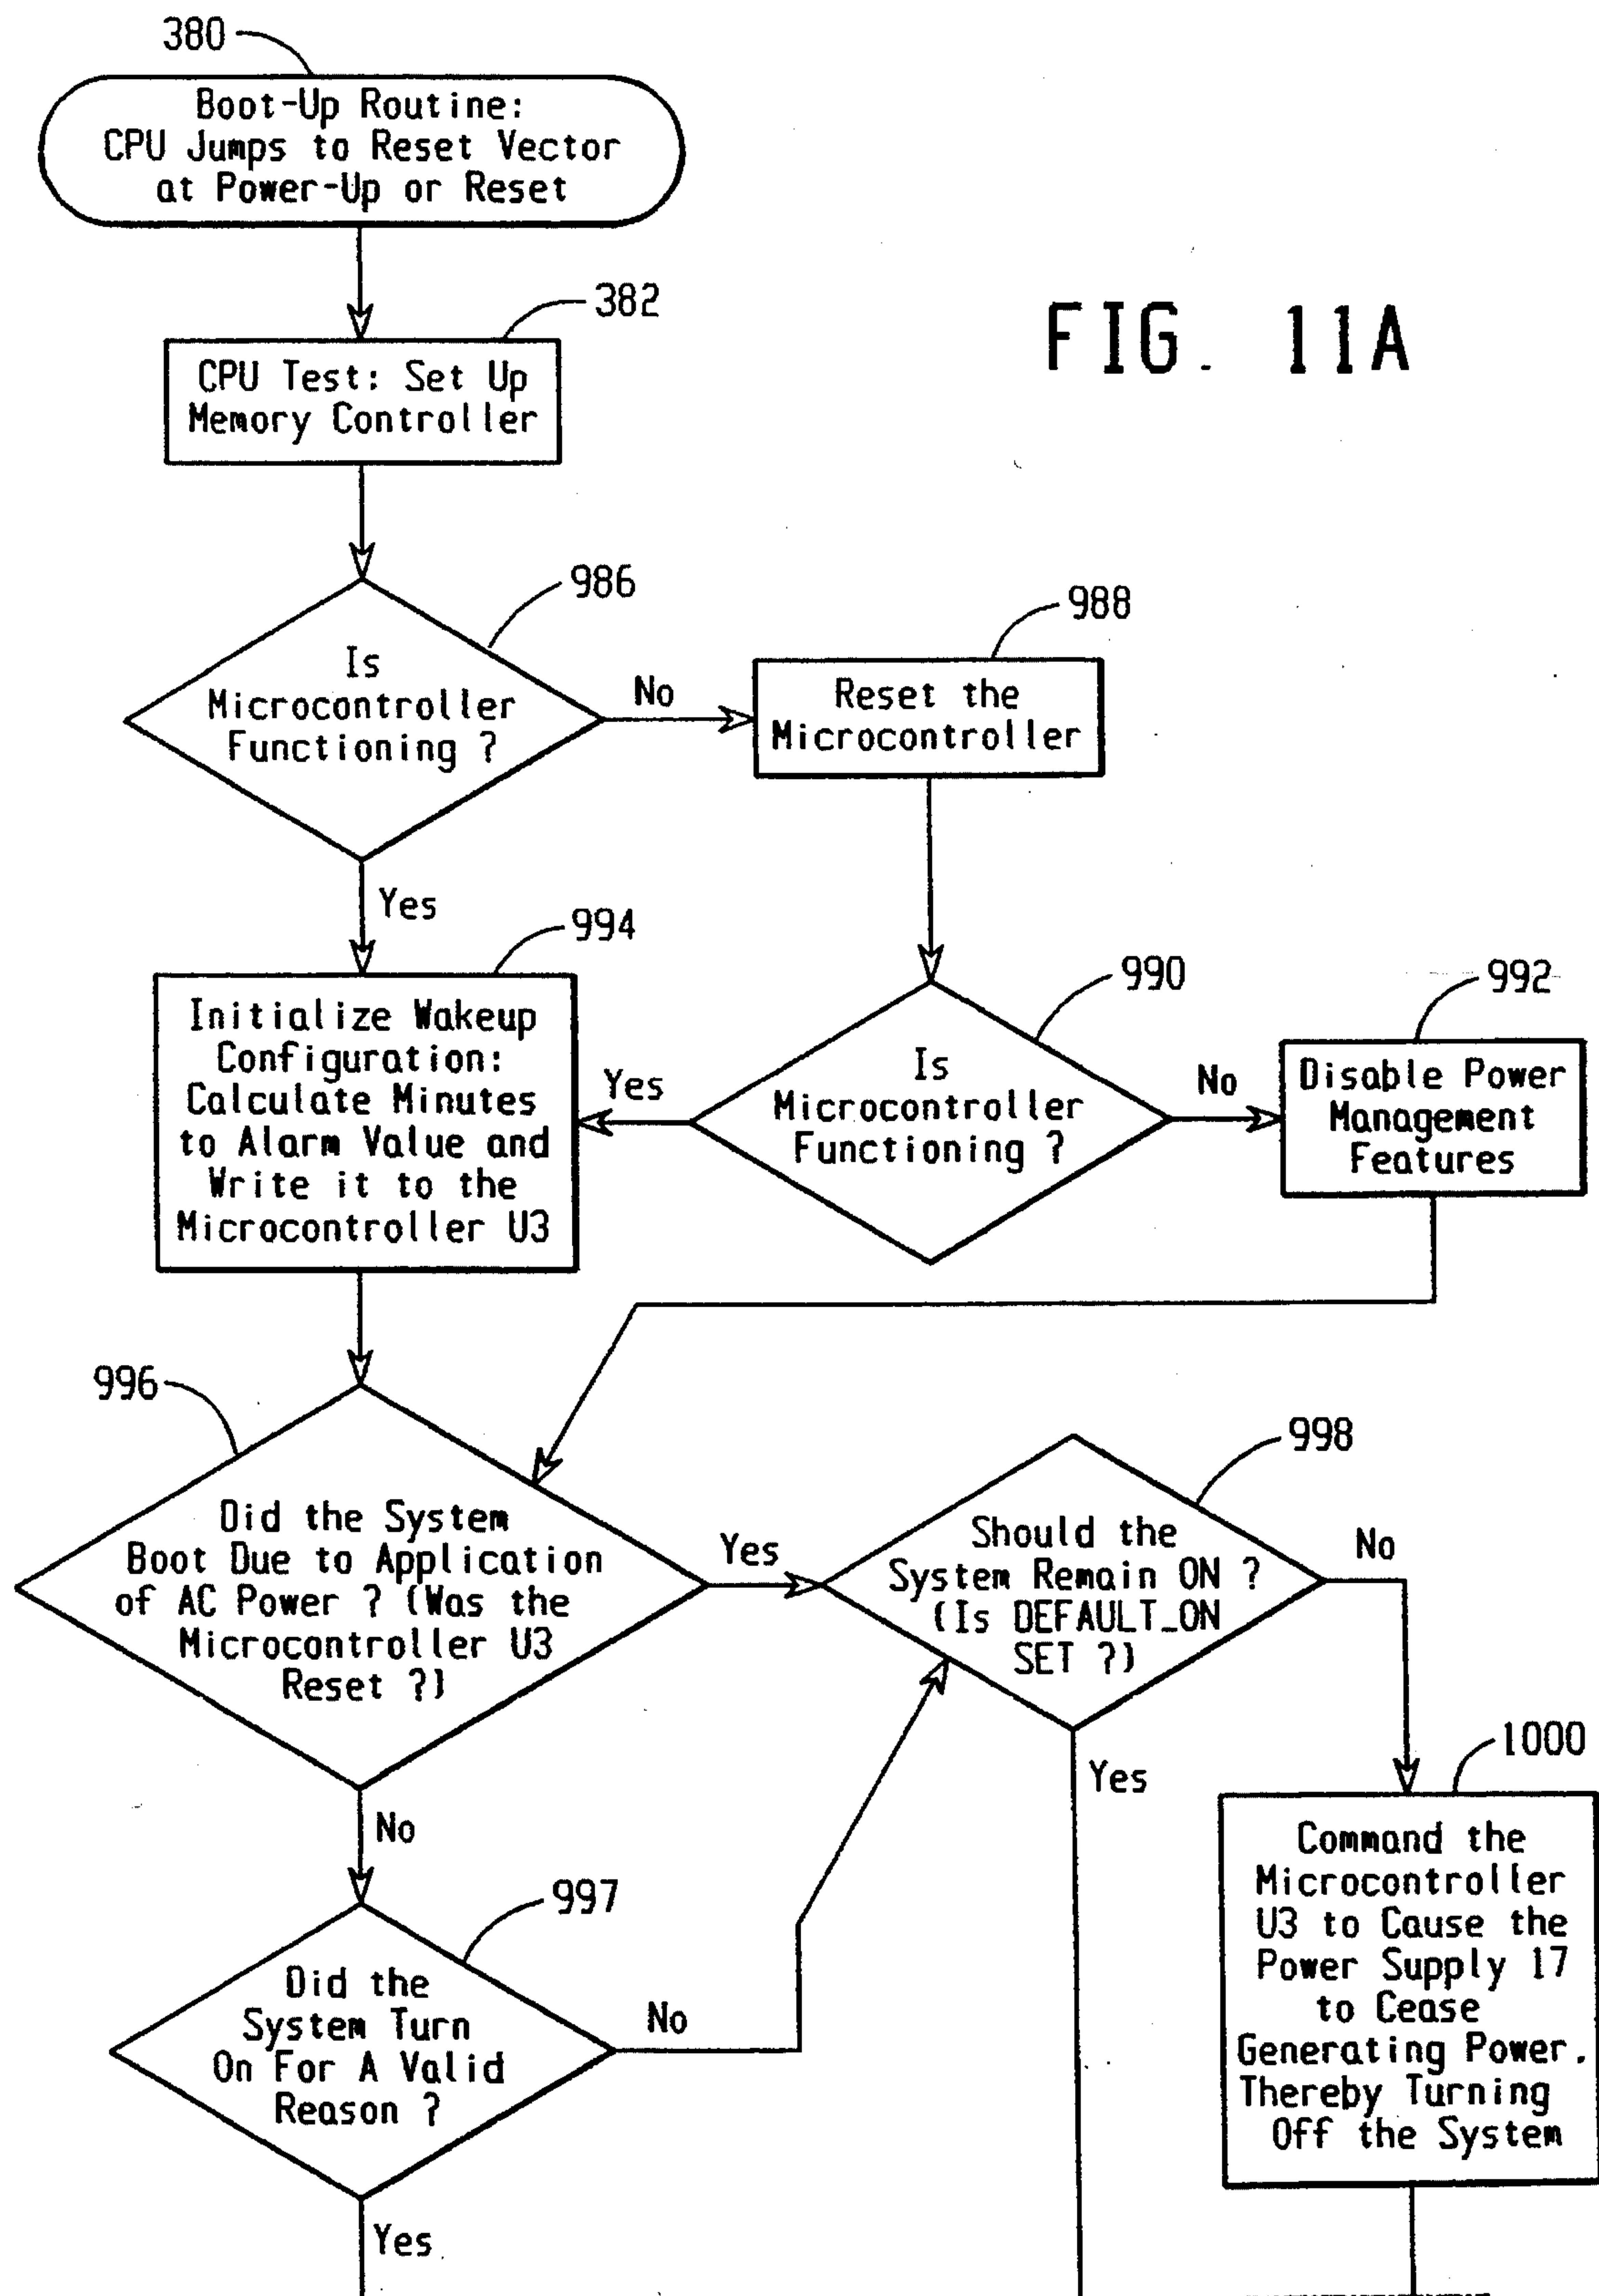 380
Boot-Up Routine:
CPU Jumps to Reset Vector
at Power-Up or Reset
382
CPU Test: Set Up
Memory Controller
FIG. 11A
986
Is
Microcontroller
Functioning ?
No
988
Reset the
Microcontroller
Yes
994
Initialize Wakeup
Configuration:
Calculate Minutes
to Alarm Value and
Write it to the
Microcontroller U3
Yes
990
Is
Microcontroller
Functioning ?
No
992
Disable Power
Management
Features
996
Did the System
Boot Due to Application
of AC Power ? (Was the
Microcontroller U3
Reset ?)
Yes
998
Should the
System Remain ON ?
(Is DEFAULT_ON
SET ?)
No
Yes
1000
Command the
Microcontroller
U3 to Cause the
Power Supply 17
to Cease
Generating Power.
Thereby Turning
Off the System
No
997
Did the
System Turn
On For A Valid
Reason ?
No
Yes